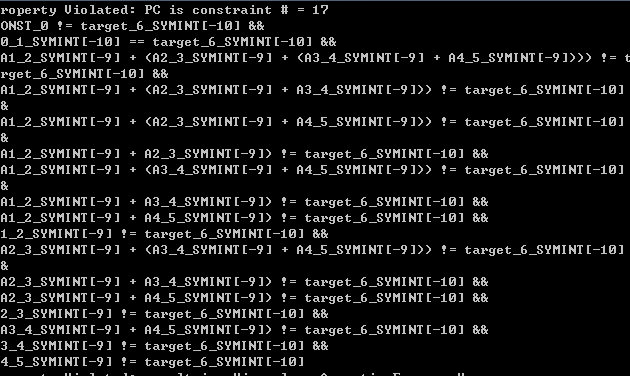 roperty Violated: PC is constraint # = 17
ONST_0 != target_6_SYMINT[-10] &&
0_1_SYMINT[-10] == target_6_SYMINT[-10] &&
A1_2_SYMINT[-9] + (A2_3_SYMINT[-9] + (A3_4_SYMINT[-9] + A4_5_SYMINT[-9]))) != t
rget_6_SYMINT[-10] &&
A1_2_SYMINT[-9] + (A2_3_SYMINT[-9] + A3_4_SYMINT[-9])) != target_6_SYMINT[-10]
&
A1_2_SYMINT[-9] + (A2_3_SYMINT[-9] + A4_5_SYMINT[-9])) != target_6_SYMINT[-10]
&
A1_2_SYMINT[-9] + A2_3_SYMINT[-9]) != target_6_SYMINT[-10] &&
A1_2_SYMINT[-9] + (A3_4_SYMINT[-9] + A4_5_SYMINT[-9])) != target_6_SYMINT[-10]
&
A1_2_SYMINT[-9] + A3_4_SYMINT[-9]) != target_6_SYMINT[-10] &&
A1_2_SYMINT[-9] + A4_5_SYMINT[-9]) != target_6_SYMINT[-10] &&
1_2_SYMINT[-9] != target_6_SYMINT[-10] &&
A2_3_SYMINT[-9] + (A3_4_SYMINT[-9] + A4_5_SYMINT[-9])) != target_6_SYMINT[-10]
&
A2_3_SYMINT[-9] + A3_4_SYMINT[-9]) != target_6_SYMINT[-10] &&
A2_3_SYMINT[-9] + A4_5_SYMINT[-9]) != target_6_SYMINT[-10] &&
2_3_SYMINT[-9] != target_6_SYMINT[-10] &&
A3_4_SYMINT[-9] + A4_5_SYMINT[-9]) != target_6_SYMINT[-10] &&
3_4_SYMINT[-9] != target_6_SYMINT[-10] &&
4_5_SYMINT[-9] != target_6_SYMINT[-10]